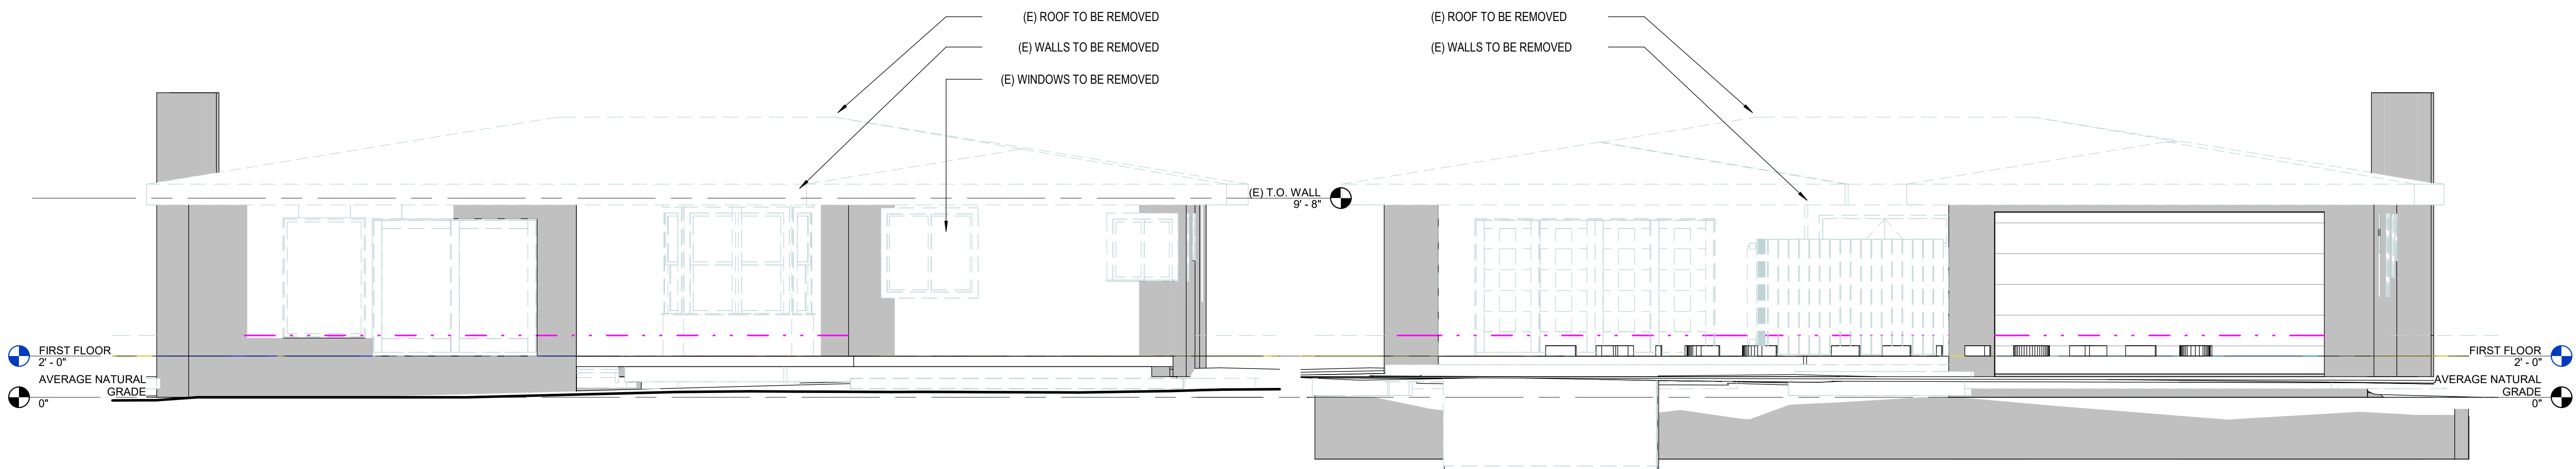 (E) ROOF TO BE REMOVED
(E) WALLS TO BE REMOVED
(E) WINDOWS TO BE REMOVED
(E) ROOF TO BE REMOVED
(E) WALLS TO BE REMOVED
(E) T.O. WALL
9' - 8"
FIRST FLOOR
2' - 0"
AVERAGE NATURAL
GRADE
0"
FIRST FLOOR
2' - 0"
AVERAGE NATURAL
GRADE
0"